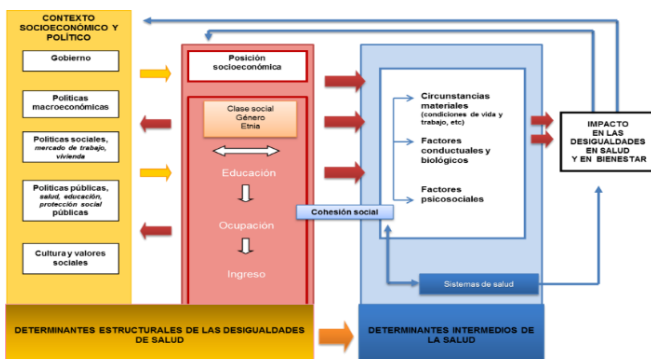 CONTEXTO
SOCIOECONÓMICO Y
POLÍTICO
Gobierno
Políticas
macroeconómicas
Políticas sociales,
mercado de trabajo,
vivienda
Políticas públicas,
salud, educación,
protección social
públicas
Cultura y valores
sociales
Posición
socioeconómica
Clase social
Género
Etnia
Educación
Ocupación
Ingreso
Cohesión social
Circunstancias
materiales
(condiciones de vida y
trabajo, etc)
Factores
conductuales y
biológicos
Factores
psicosociales
Sistemas de salud
IMPACTO
EN LAS
DESIGUALDADES
EN SALUD
Y EN BIENESTAR
DETERMINANTES ESTRUCTURALES DE LAS DESIGUALDADES
DE SALUD
DETERMINANTES INTERMEDIOS DE
LA SALUD